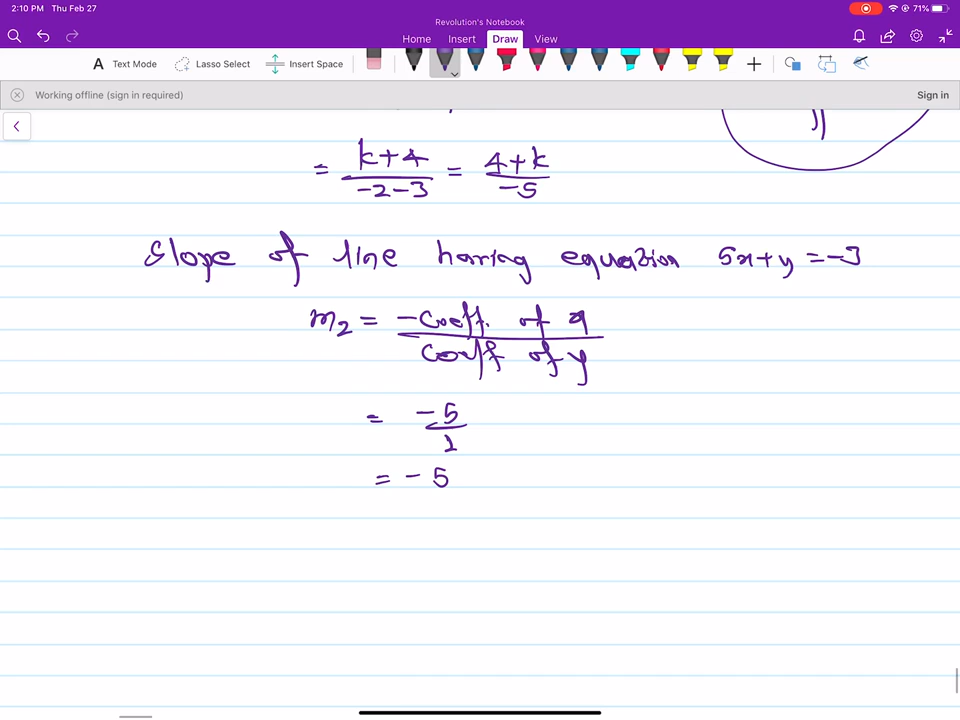 2:10 PM Thu Feb 27
71%
Revolution's Notebook
Home Insert Draw View
A Text Mode Lasso Select Insert Space
Working offline (sign in required) Sign in
= k+4/-2-3 = 4+k/-5
Slope of line having equation 5x+y=-3
m₂ = -coeff. of x/coeff of y
= -5/1
= -5